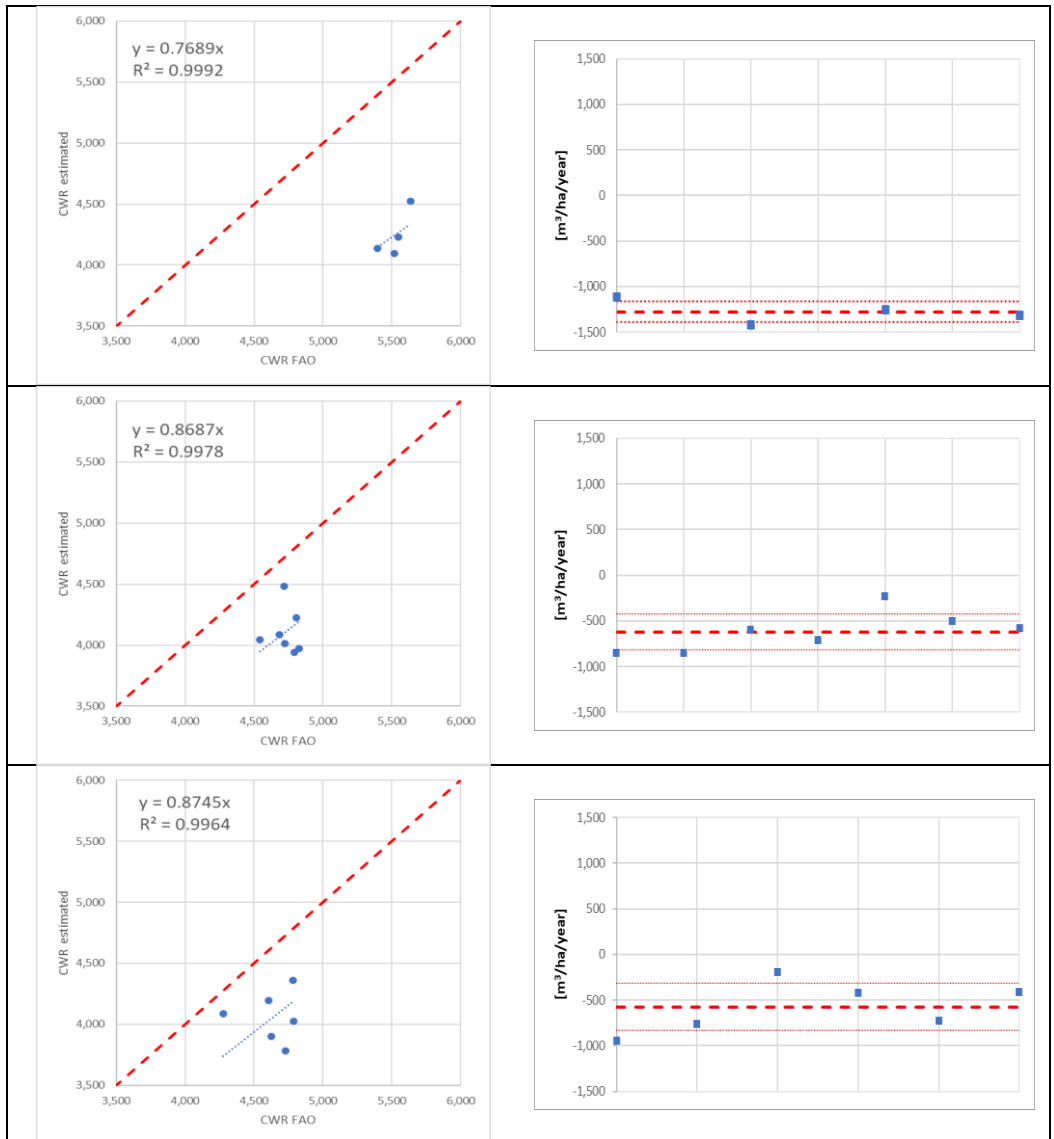 6,000
5,500
5,000
4,500
4,000
3,500
CWR estimated
y = 0.7689x
R² = 0.9992
3,500 4,000 4,500 5,000 5,500 6,000
CWR FAO
1,500
1,000
500
0
-500
-1,000
-1,500
[m³/ha/year]
6,000
5,500
5,000
4,500
4,000
3,500
CWR estimated
y = 0.8687x
R² = 0.9978
3,500 4,000 4,500 5,000 5,500 6,000
CWR FAO
1,500
1,000
500
0
-500
-1,000
-1,500
[m³/ha/year]
6,000
5,500
5,000
4,500
4,000
3,500
CWR estimated
y = 0.8745x
R² = 0.9964
3,500 4,000 4,500 5,000 5,500 6,000
CWR FAO
1,500
1,000
500
0
-500
-1,000
-1,500
[m³/ha/year]